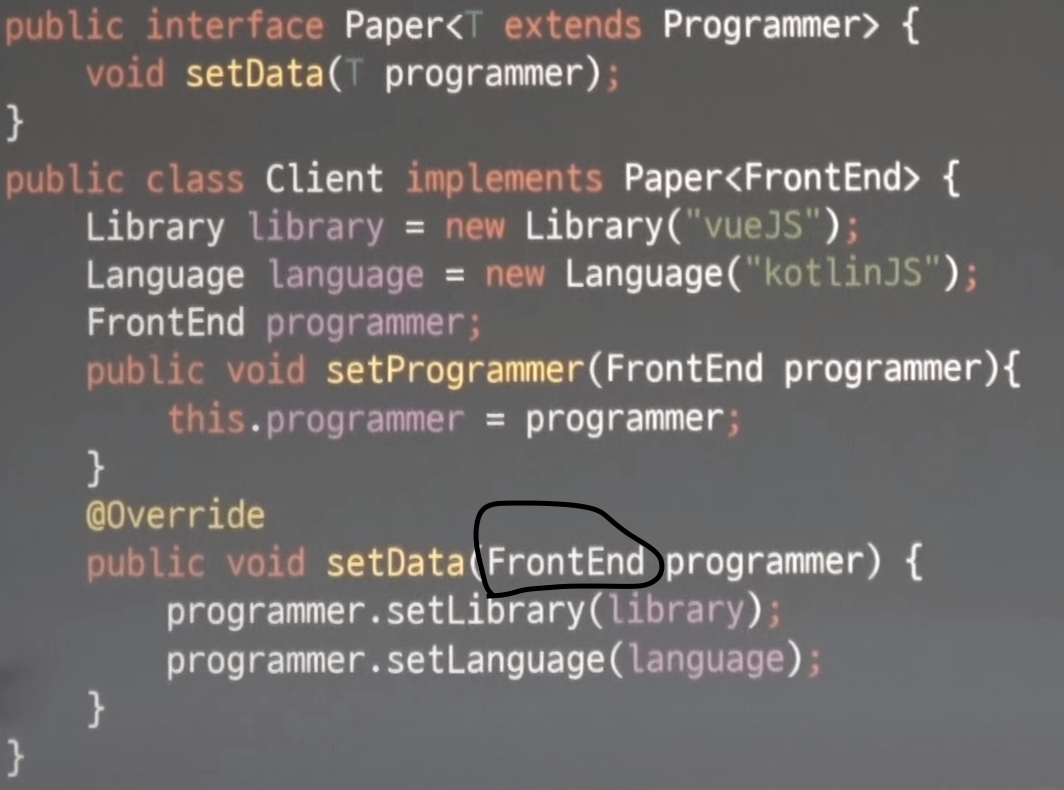 public interface Paper<T extends Programmer> {
    void setData(T programmer);
}
public class Client implements Paper<FrontEnd> {
    Library library = new Library("vueJS");
    Language language = new Language("kotlinJS");
    FrontEnd programmer;
    public void setProgrammer(FrontEnd programmer){
        this.programmer = programmer;
    }
    @Override
    public void setData(FrontEnd programmer) {
        programmer.setLibrary(library);
        programmer.setLanguage(language);
    }
}